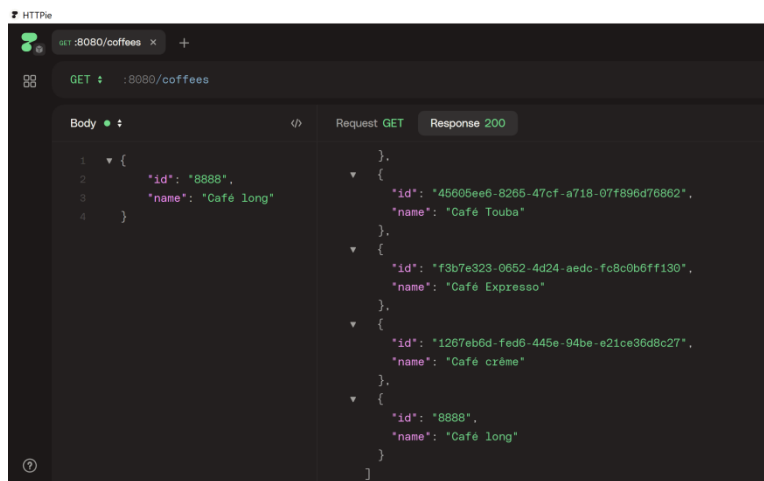 HTTPie
GET :8080/coffees × +
GET :8080/coffees
Body </>
Request GET Response 200
1 {
2 "id": "8888",
3 "name": "Café long"
4 }
},
{
"id": "45605ee6-8265-47cf-a718-07f896d76862",
"name": "Café Touba"
},
{
"id": "f3b7e323-0652-4d24-aedc-fc8c0b6ff130",
"name": "Café Expresso"
},
{
"id": "1267eb6d-fed6-445e-94be-e21ce36d8c27",
"name": "Café crême"
},
{
"id": "8888",
"name": "Café long"
}
]
?